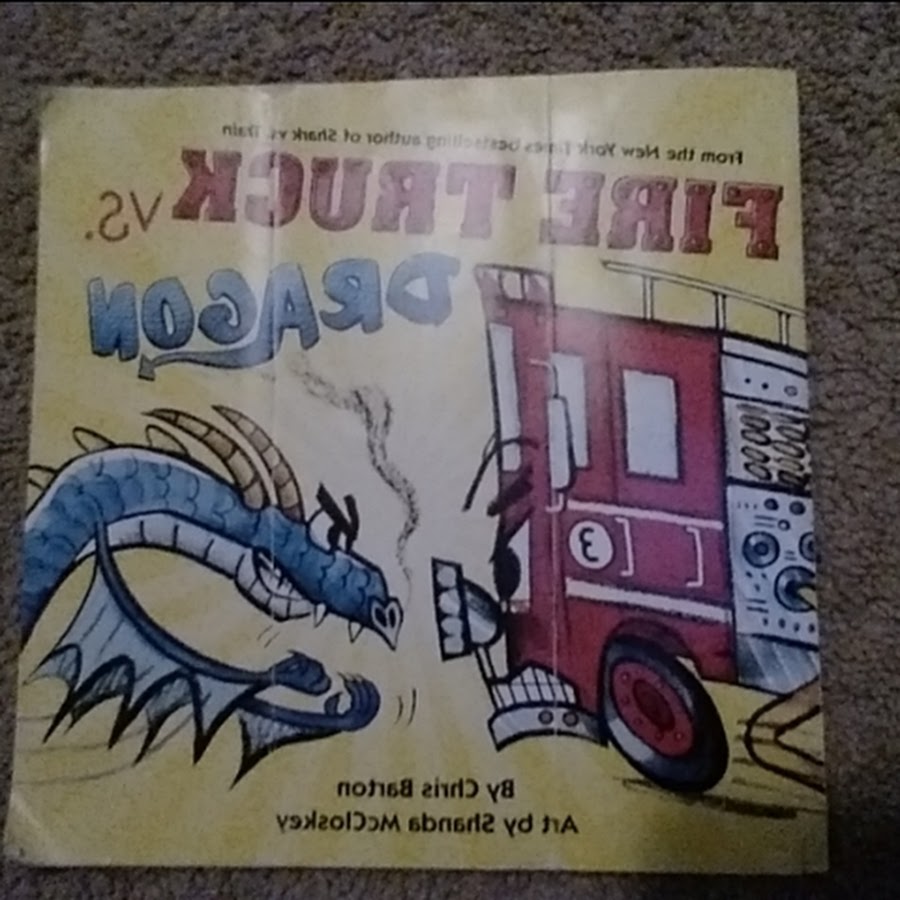 From the New York Times bestselling author of Shark vs. Train
FIRE TRUCK VS.
DRAGON
3
By Chris Barton
Art by Shanda McCloskey